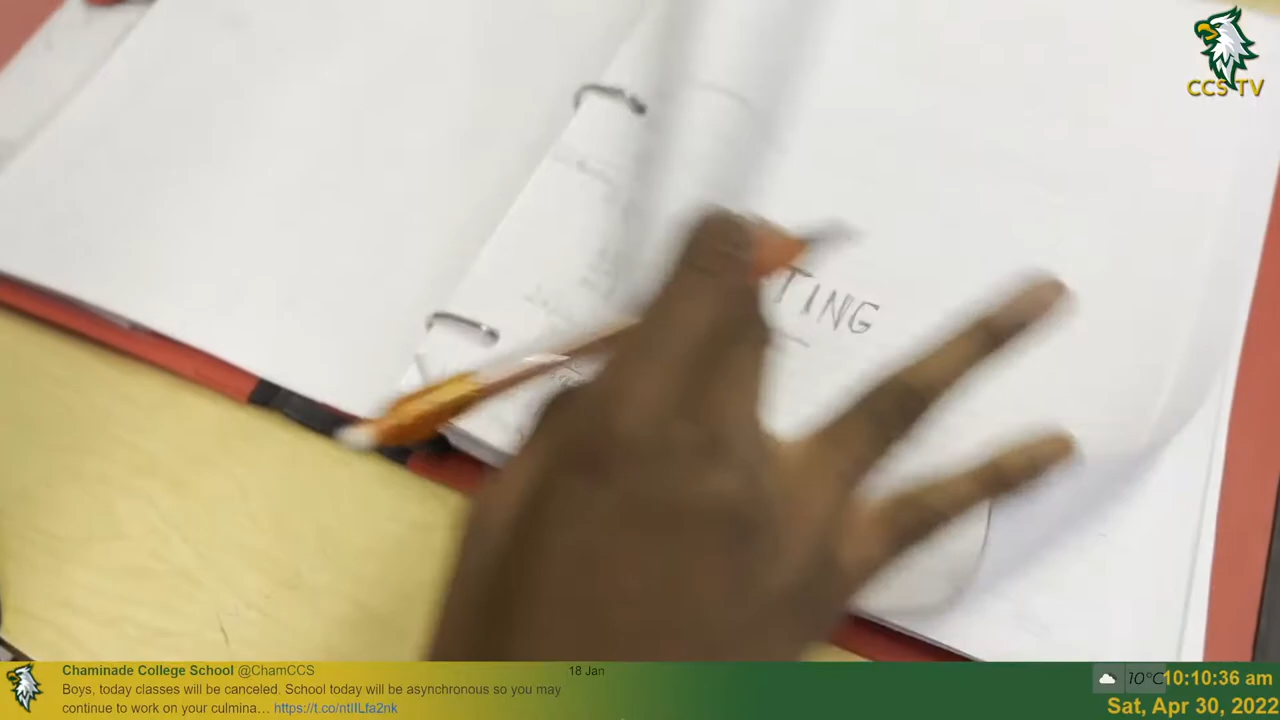 CCS TV
TING
Chaminade College School @ChamCCS 18 Jan
Boys, today classes will be canceled. School today will be asynchronous so you may
continue to work on your culmina… https://t.co/ntIILfa2nk
10°C 10:10:36 am
Sat, Apr 30, 2022